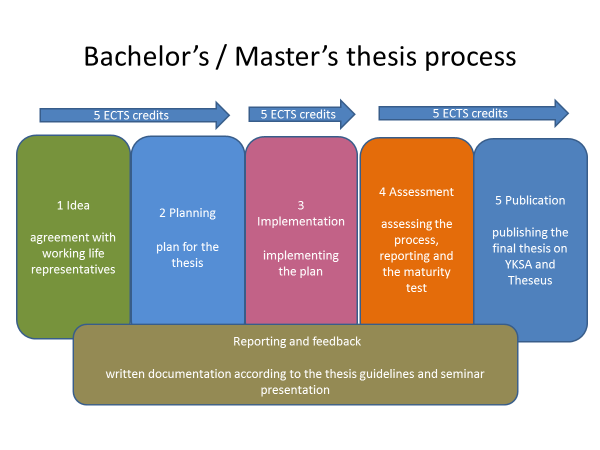 Bachelor's / Master's thesis process
5 ECTS credits
5 ECTS credits
5 ECTS credits
1 Idea
agreement with
working life
representatives
2 Planning
plan for the
thesis
3
Implementation
implementing
the plan
4 Assessment
assessing the
process,
reporting and
the maturity
test
5 Publication
publishing the
final thesis on
YKSA and
Theseus
Reporting and feedback
written documentation according to the thesis guidelines and seminar
presentation